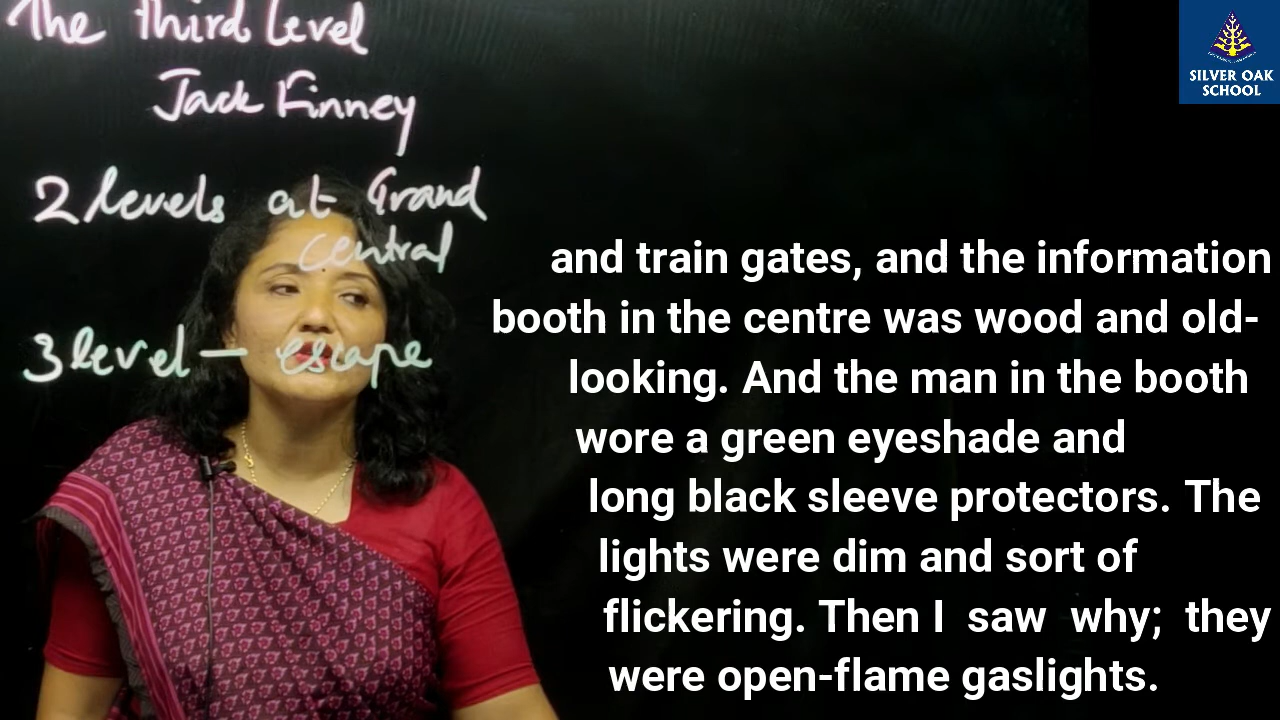 The third level
Jack Finney
2 levels at Grand
central
3 level — escape
SILVER OAK
SCHOOL
and train gates, and the information
booth in the centre was wood and old-
looking. And the man in the booth
wore a green eyeshade and
long black sleeve protectors. The
lights were dim and sort of
flickering. Then I saw why; they
were open-flame gaslights.